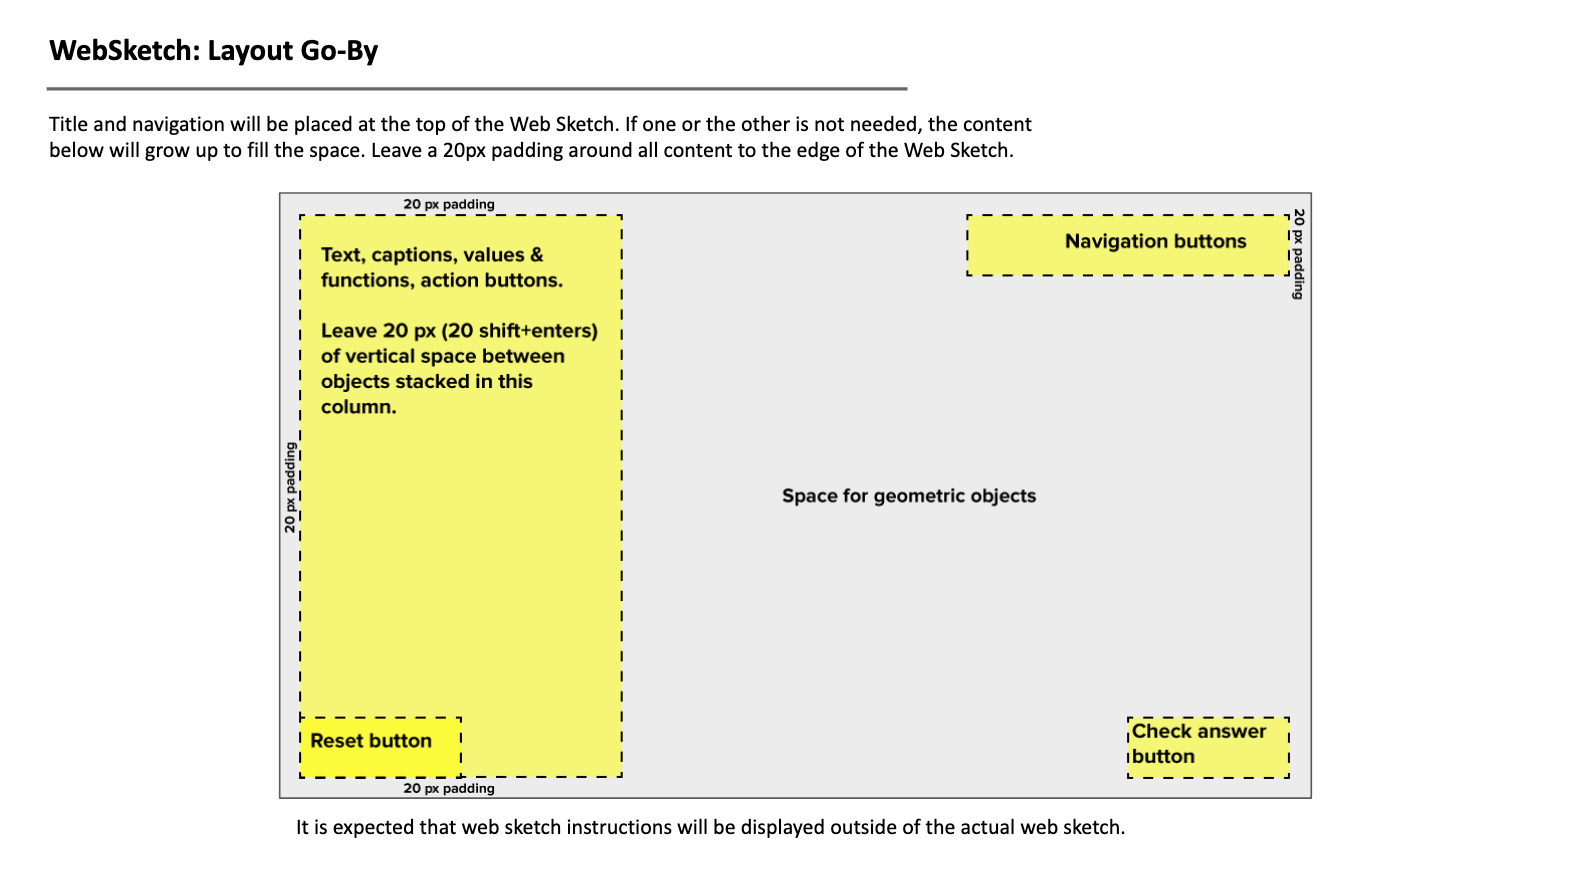 WebSketch: Layout Go-By
Title and navigation will be placed at the top of the Web Sketch. If one or the other is not needed, the content
below will grow up to fill the space. Leave a 20px padding around all content to the edge of the Web Sketch.
20 px padding
Text, captions, values &
functions, action buttons.
Leave 20 px (20 shift+enters)
of vertical space between
objects stacked in this
column.
Navigation buttons
20 px padding
20 px padding
Space for geometric objects
Reset button
Check answer
button
20 px padding
It is expected that web sketch instructions will be displayed outside of the actual web sketch.